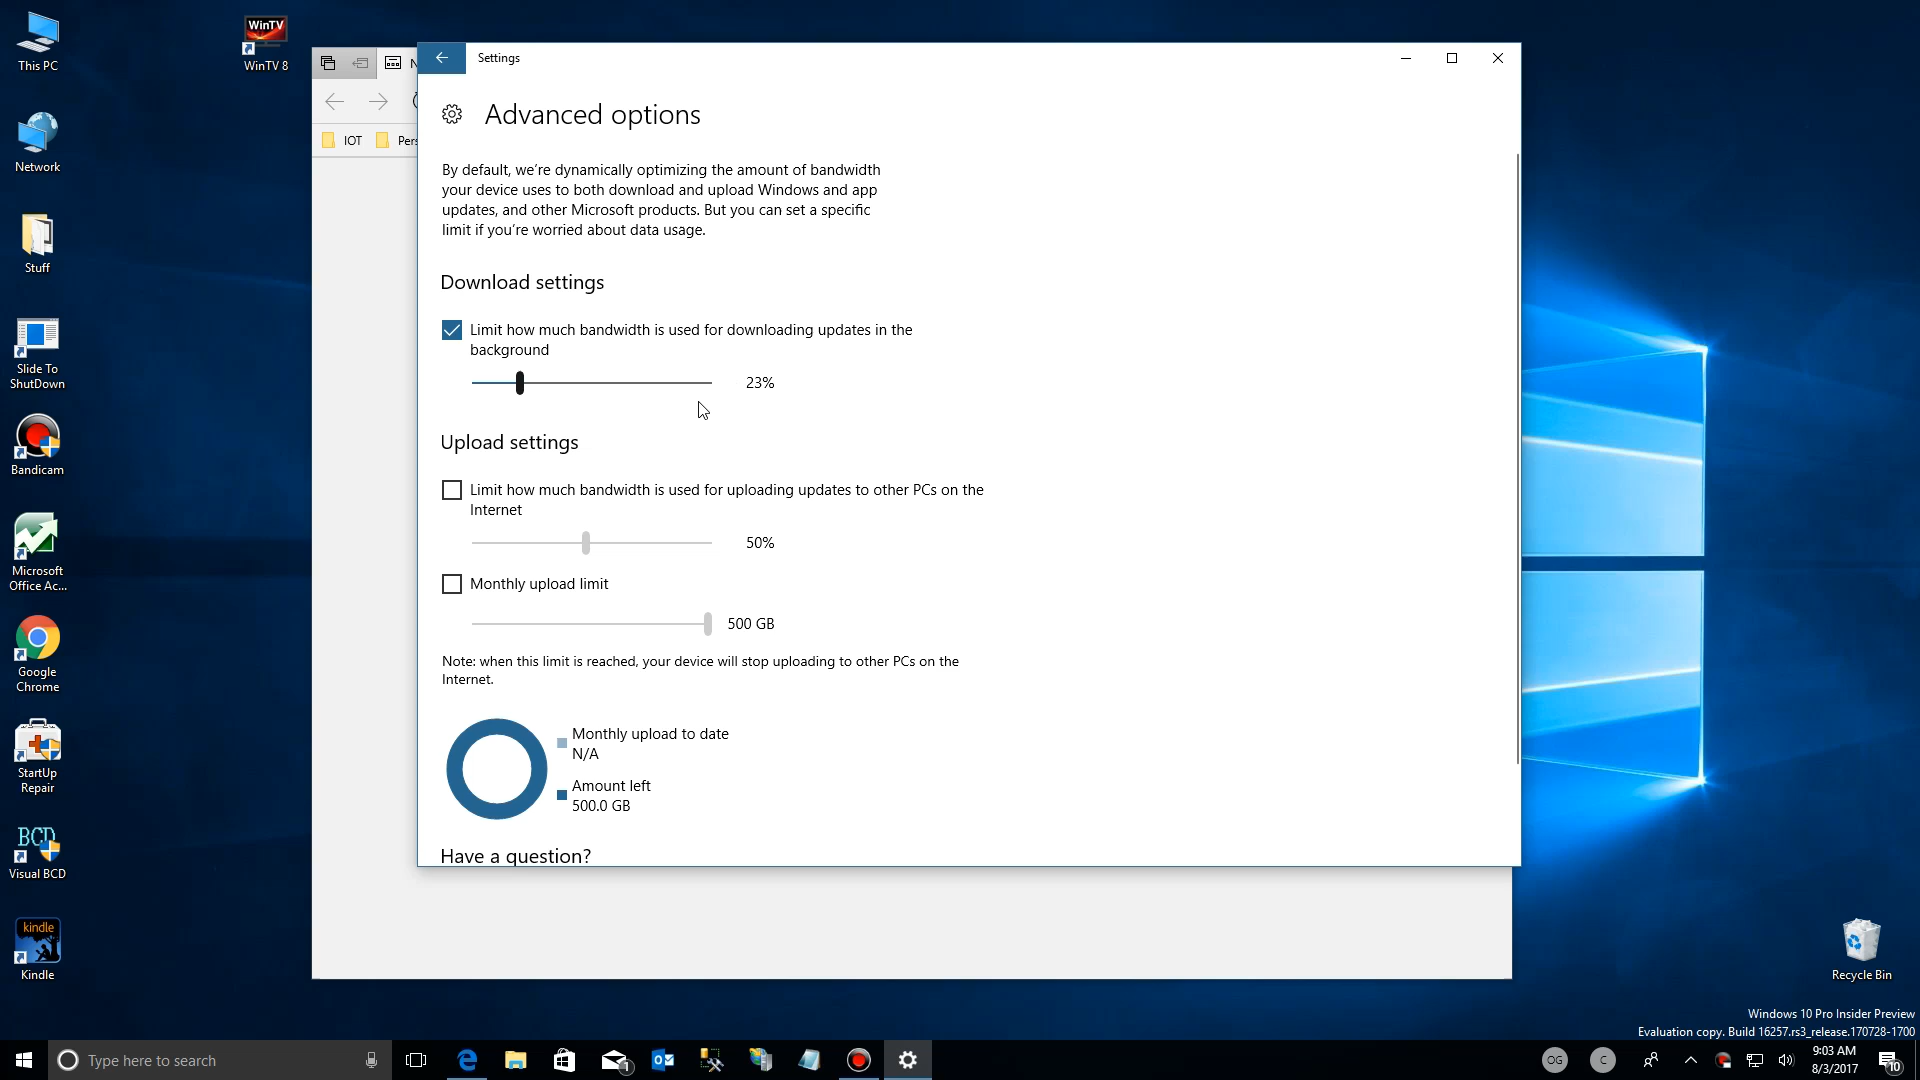 This PC
WinTV
WinTV 8
Network
Stuff
Slide To
ShutDown
Bandicam
Microsoft
Office Ac...
Google
Chrome
StartUp
Repair
BCD
Visual BCD
kindle
Kindle
N
IOT
Pers
Settings
Advanced options
By default, we're dynamically optimizing the amount of bandwidth
your device uses to both download and upload Windows and app
updates, and other Microsoft products. But you can set a specific
limit if you're worried about data usage.
Download settings
Limit how much bandwidth is used for downloading updates in the
background
23%
Upload settings
Limit how much bandwidth is used for uploading updates to other PCs on the
Internet
50%
Monthly upload limit
500 GB
Note: when this limit is reached, your device will stop uploading to other PCs on the
Internet.
Monthly upload to date
N/A
Amount left
500.0 GB
Have a question?
Recycle Bin
Windows 10 Pro Insider Preview
Evaluation copy. Build 16257.rs3_release.170728-1700
Type here to search
1
OG
C
9:03 AM
8/3/2017
10